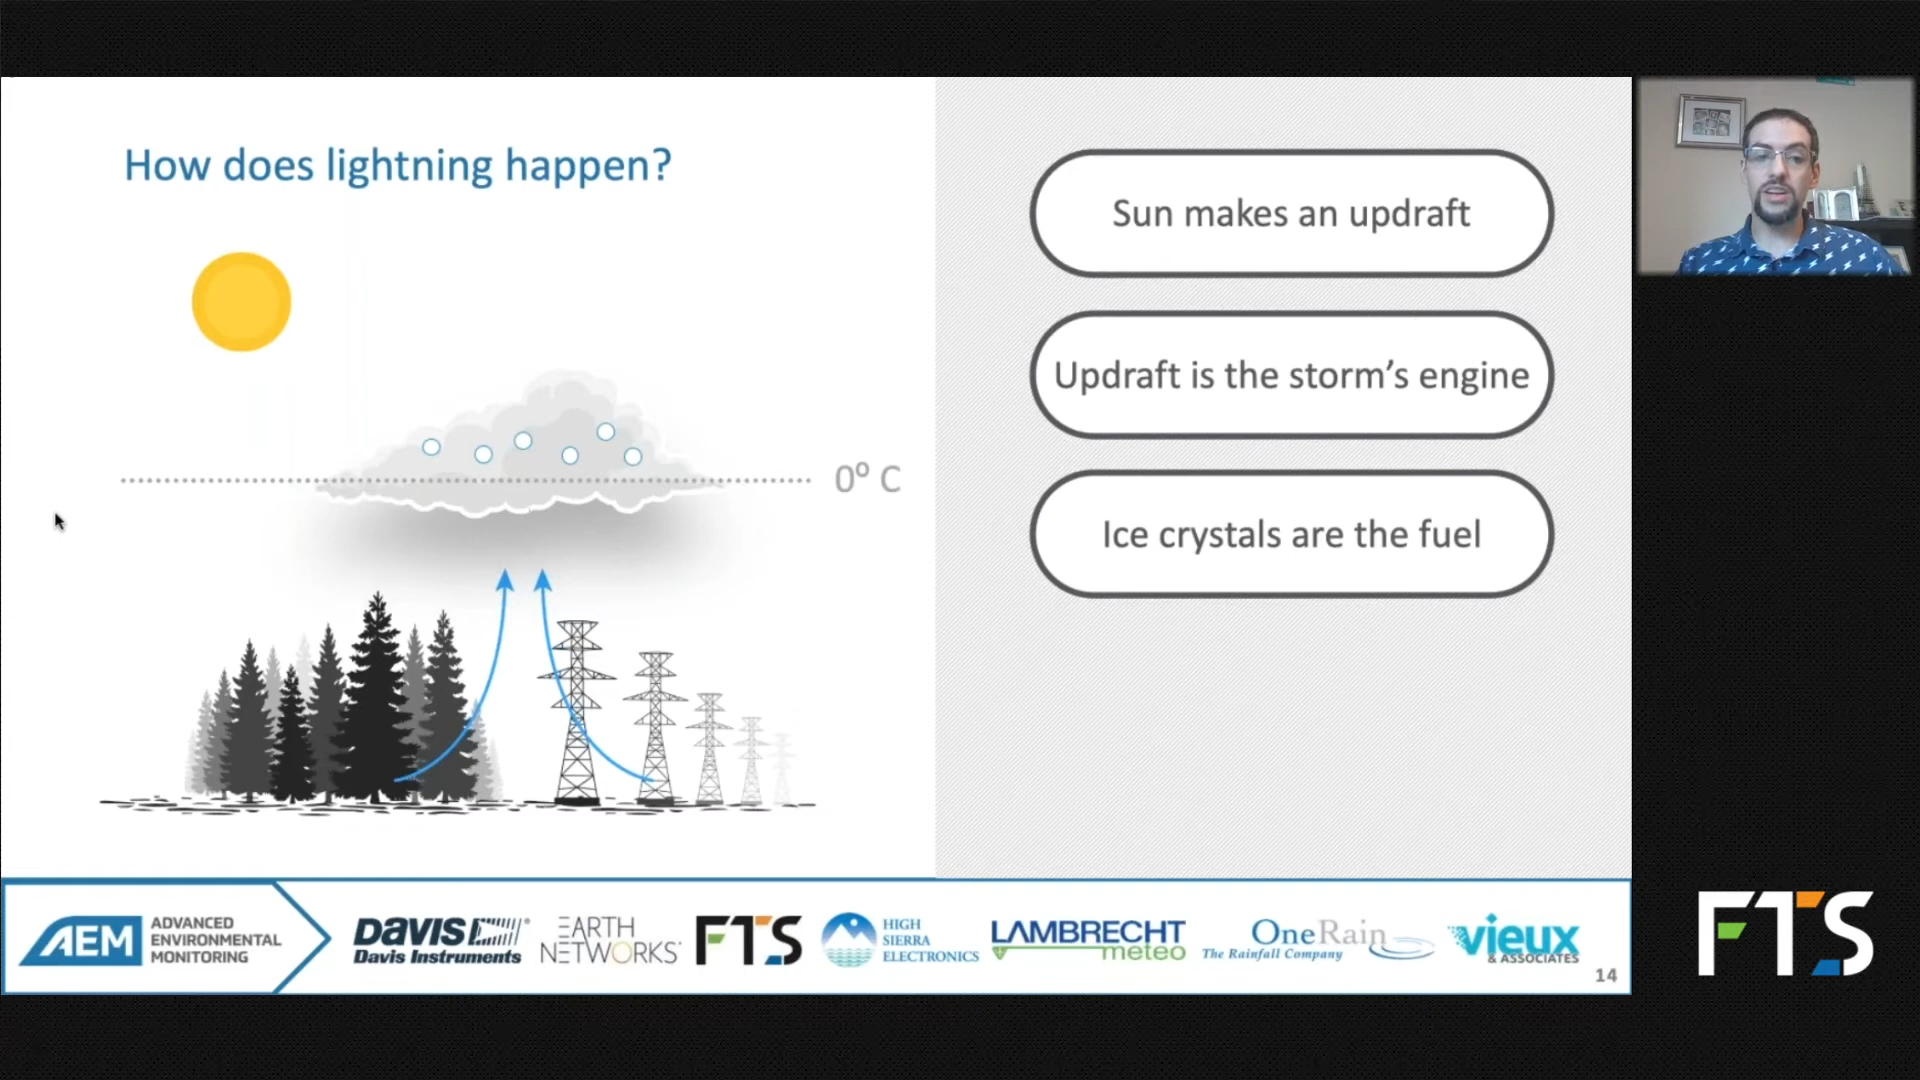 How does lightning happen?
0° C
Sun makes an updraft
Updraft is the storm's engine
Ice crystals are the fuel
AEM
ADVANCED
ENVIRONMENTAL
MONITORING
DAVIS
Davis Instruments
EARTH
NETWORKS
FTS
HIGH
SIERRA
ELECTRONICS
LAMBRECHT
meteo
OneRain
The Rainfall Company
vieux
& ASSOCIATES
14
FTS